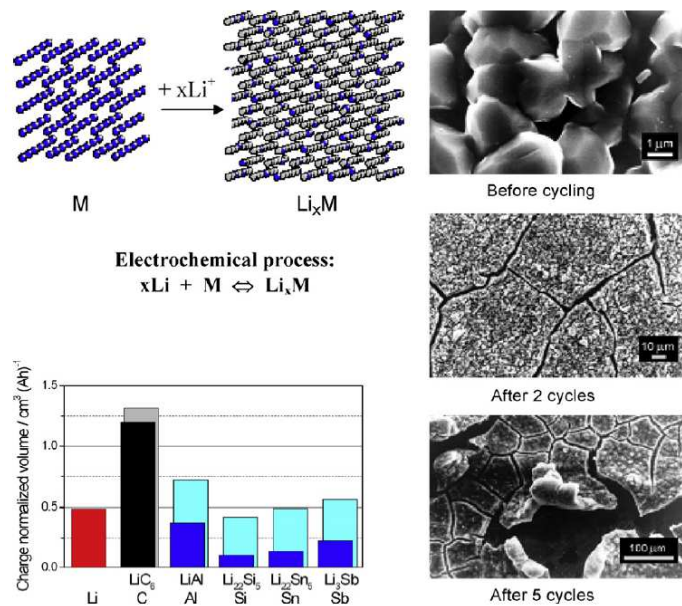 + xLi⁺
M
LiₓM
Electrochemical process:
xLi + M ⇔ LiₓM
Charge normalized volume / cm³ (Ah)⁻¹
1.5
1.0
0.5
0
LiC₆
LiAl
Li₂₂Si₅
Li₂₂Sn₅
Li₃Sb
Li
C
Al
Si
Sn
Sb
1 µm
Before cycling
10 µm
After 2 cycles
100 µm
After 5 cycles